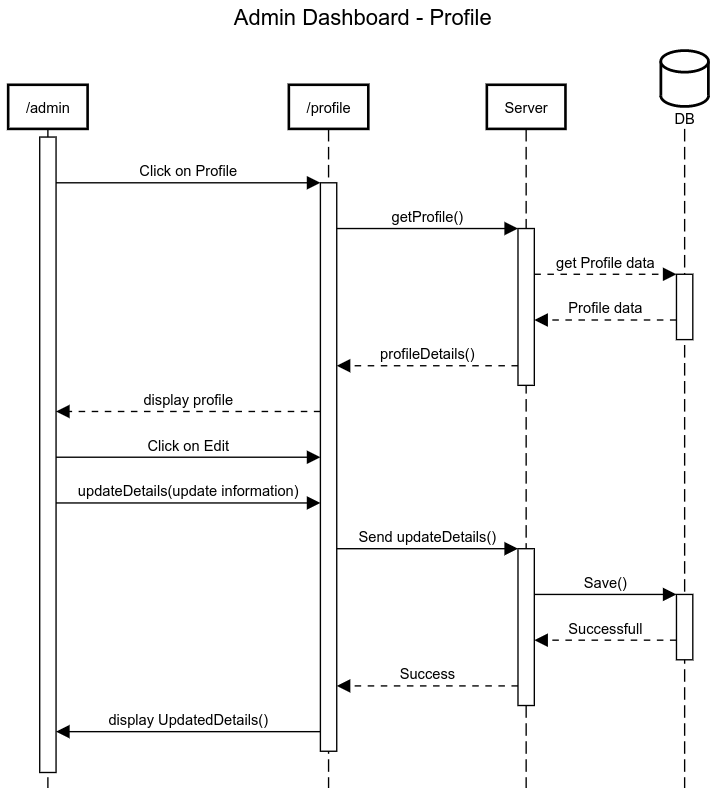 Admin Dashboard - Profile
/admin
/profile
Server
DB
Click on Profile
getProfile()
get Profile data
Profile data
profileDetails()
display profile
Click on Edit
updateDetails(update information)
Send updateDetails()
Save()
Successfull
Success
display UpdatedDetails()